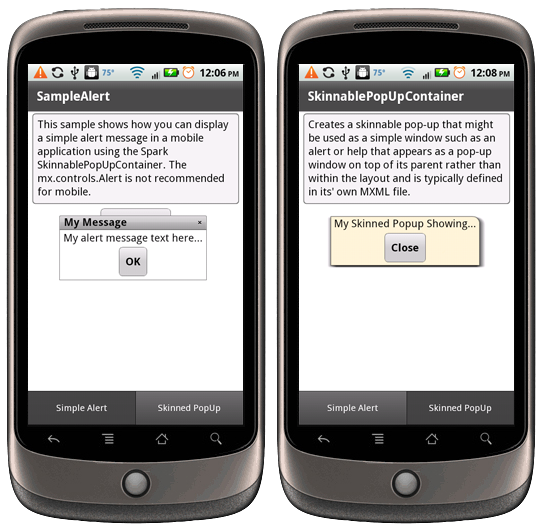 75° 12:06 PM
SampleAlert
This sample shows how you can display
a simple alert message in a mobile
application using the Spark
SkinnablePopUpContainer. The
mx.controls.Alert is not recommended
for mobile.
My Message ×
My alert message text here...
OK
Simple Alert Skinned PopUp
75° 12:08 PM
SkinnablePopUpContainer
Creates a skinnable pop-up that might
be used as a simple window such as an
alert or help that appears as a pop-up
window on top of its parent rather than
within the layout and is typically defined
in its' own MXML file.
My Skinned Popup Showing...
Close
Simple Alert Skinned PopUp